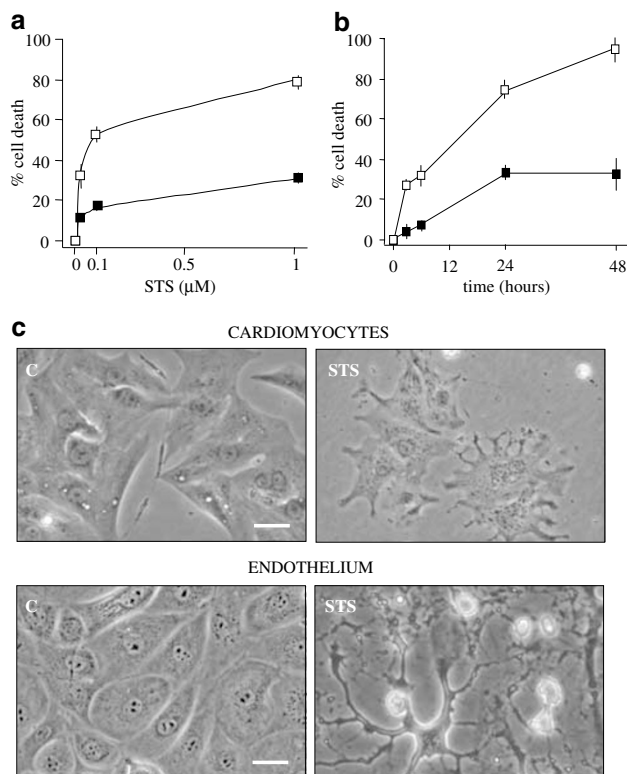 a
b
100
80
60
40
20
0
% cell death
0 0.1 0.5 1
STS (µM)
100
80
60
40
20
0
% cell death
0 12 24 48
time (hours)
c
CARDIOMYOCYTES
C
STS
ENDOTHELIUM
C
STS